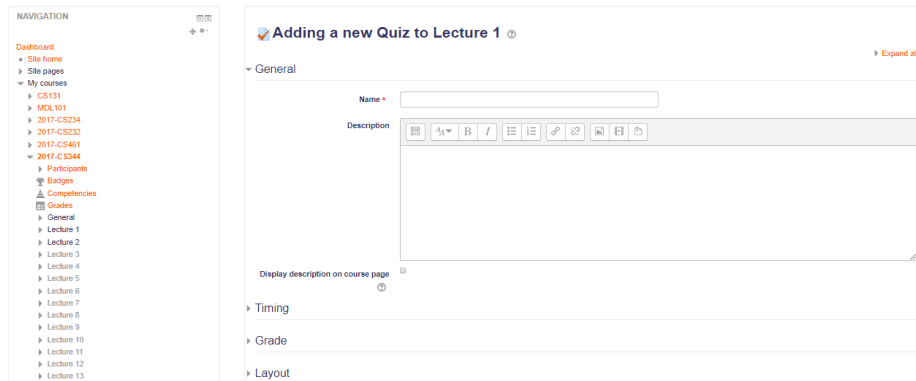 NAVIGATION
Dashboard
Site home
Site pages
My courses
CS131
MDL101
2017-CS234
2017-CS232
2017-CS461
2017-CS344
Participants
Badges
Competencies
Grades
General
Lecture 1
Lecture 2
Lecture 3
Lecture 4
Lecture 5
Lecture 6
Lecture 7
Lecture 8
Lecture 9
Lecture 10
Lecture 11
Lecture 12
Lecture 13
Adding a new Quiz to Lecture 1
Expand al
General
Name *
Description
B I
Display description on course page
Timing
Grade
Layout